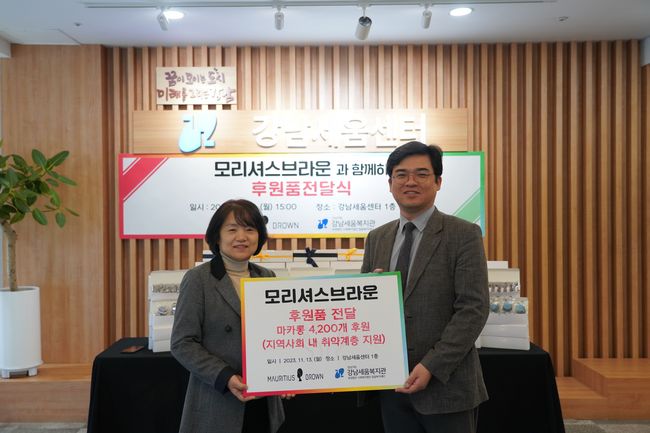 꿈이 모이는 도시
미래를 그리는 강남
강남세움센터
모리셔스브라운 과 함께하
후원품전달식
일시 : 20 (월) 15:00 장소 : 강남세움센터 1층
BROWN 강남세움복지관
모리셔스브라운
후원품 전달
마카롱 4,200개 후원
(지역사회 내 취약계층 지원)
일시 : 2023. 11. 13. (월) 장소 : 강남세움센터 1층
MAURITIUS BROWN 강남세움복지관